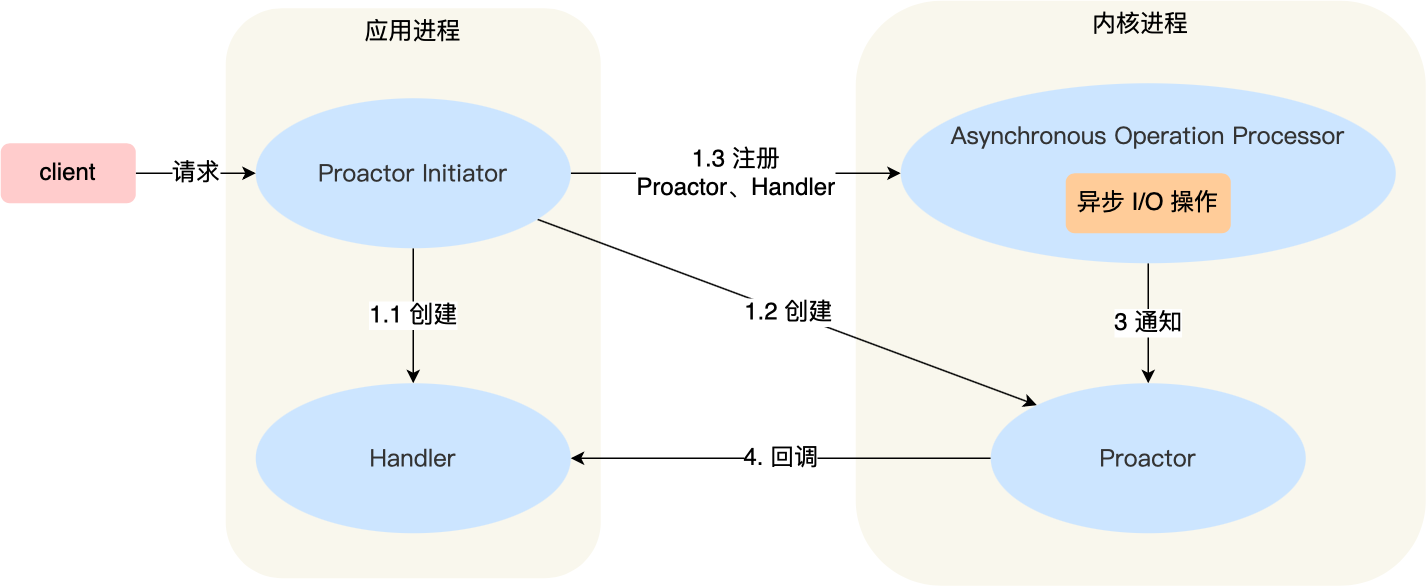 应用进程
内核进程
client
请求
Proactor Initiator
1.3 注册
Proactor、Handler
Asynchronous Operation Processor
异步 I/O 操作
1.1 创建
1.2 创建
3 通知
Handler
4. 回调
Proactor